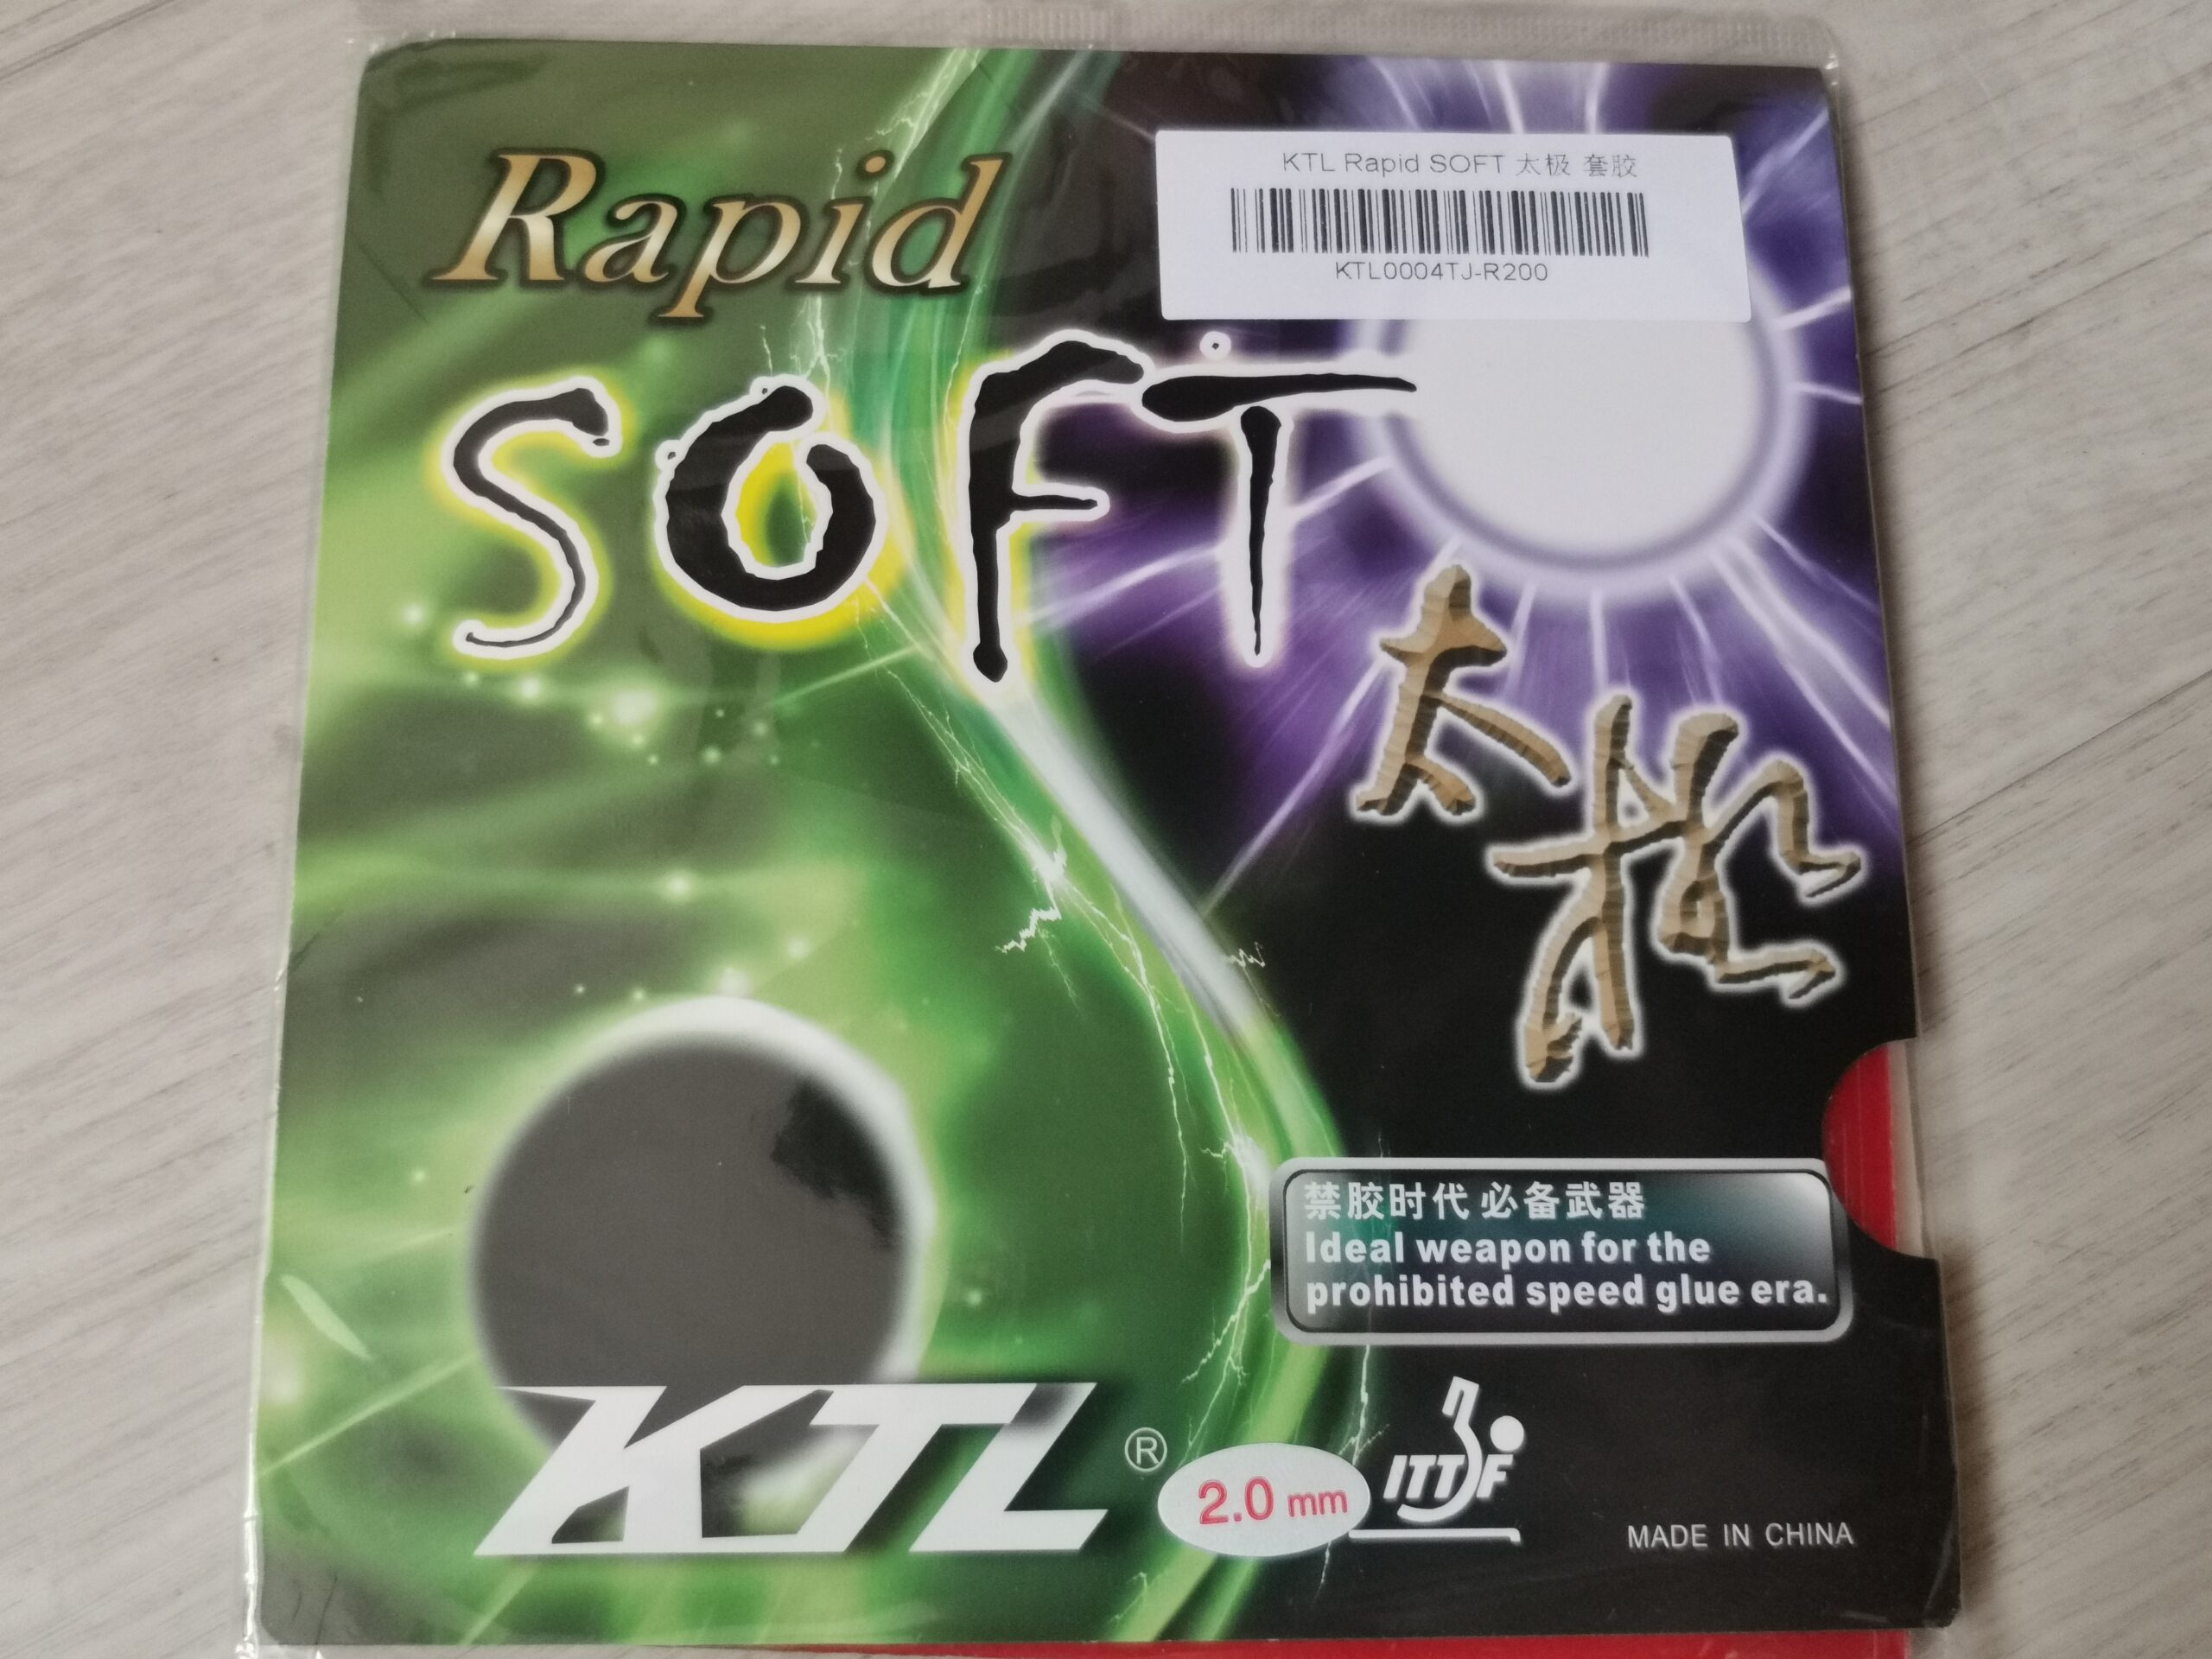 Rapid
KTL Rapid SOFT 太极 套胶
KTL0004TJ-R200
SOFT
太极
禁胶时代 必备武器
Ideal weapon for the
prohibited speed glue era.
KTL ®
2.0 mm
ITTF
MADE IN CHINA